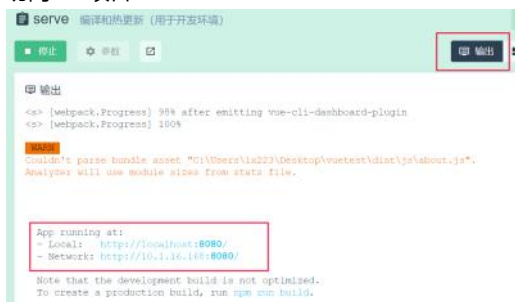 serve 编译和热更新（用于开发环境）
停止 参数 输出
输出
<s> [webpack.Progress] 98% after emitting vue-cli-dashboard-plugin
<s> [webpack.Progress] 100%
WARN
Couldn't parse bundle asset "C:\Users\lx223\Desktop\vuetest\dist\js\about.js".
Analyzer will use module sizes from stats file.
App running at:
- Local: http://localhost:8080/
- Network: http://10.1.16.168:8080/
Note that the development build is not optimized.
To create a production build, run npm run build.